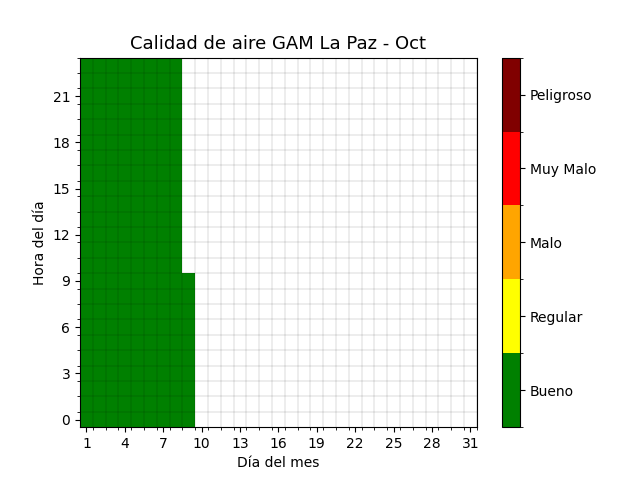 Calidad de aire GAM La Paz - Oct
Hora del día
21
18
15
12
9
6
3
0
1 4 7 10 13 16 19 22 25 28 31
Día del mes
Peligroso
Muy Malo
Malo
Regular
Bueno